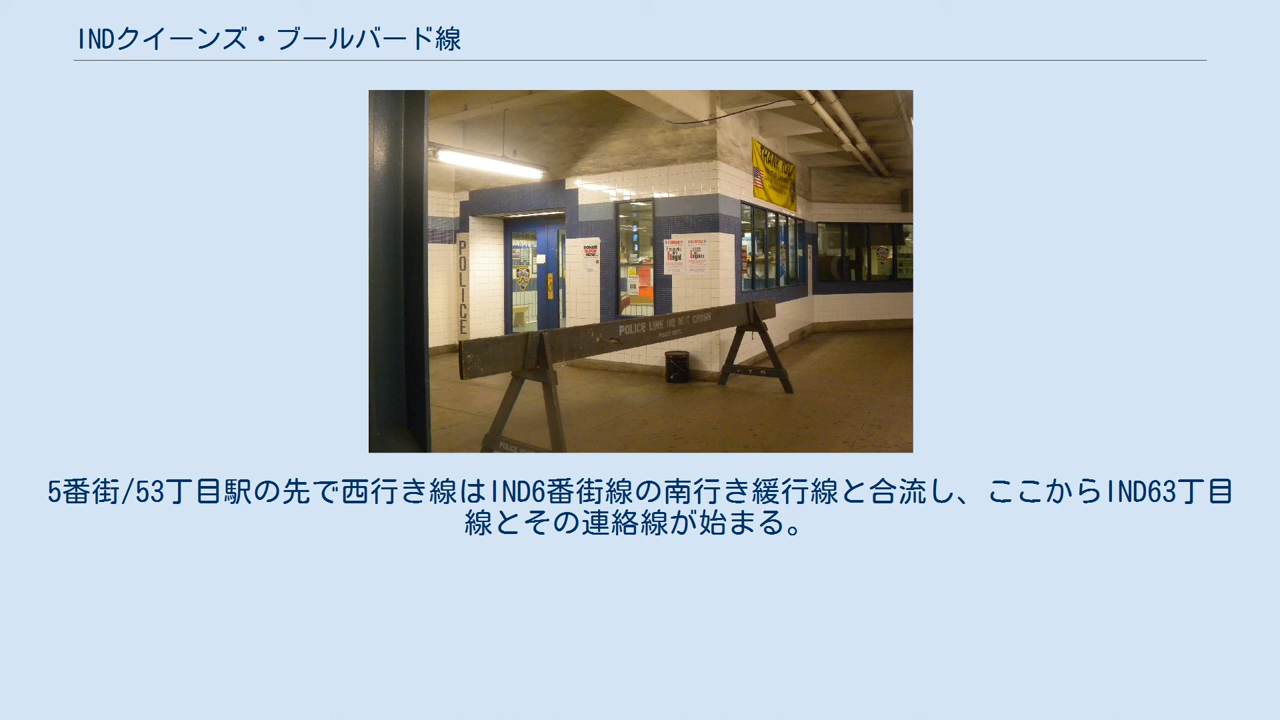 INDクイーンズ・ブールバード線
POLICE
POLICE LINE DO NOT CROSS
5番街/53丁目駅の先で西行き線はIND6番街線の南行き緩行線と合流し、ここからIND63丁目
線とその連絡線が始まる。